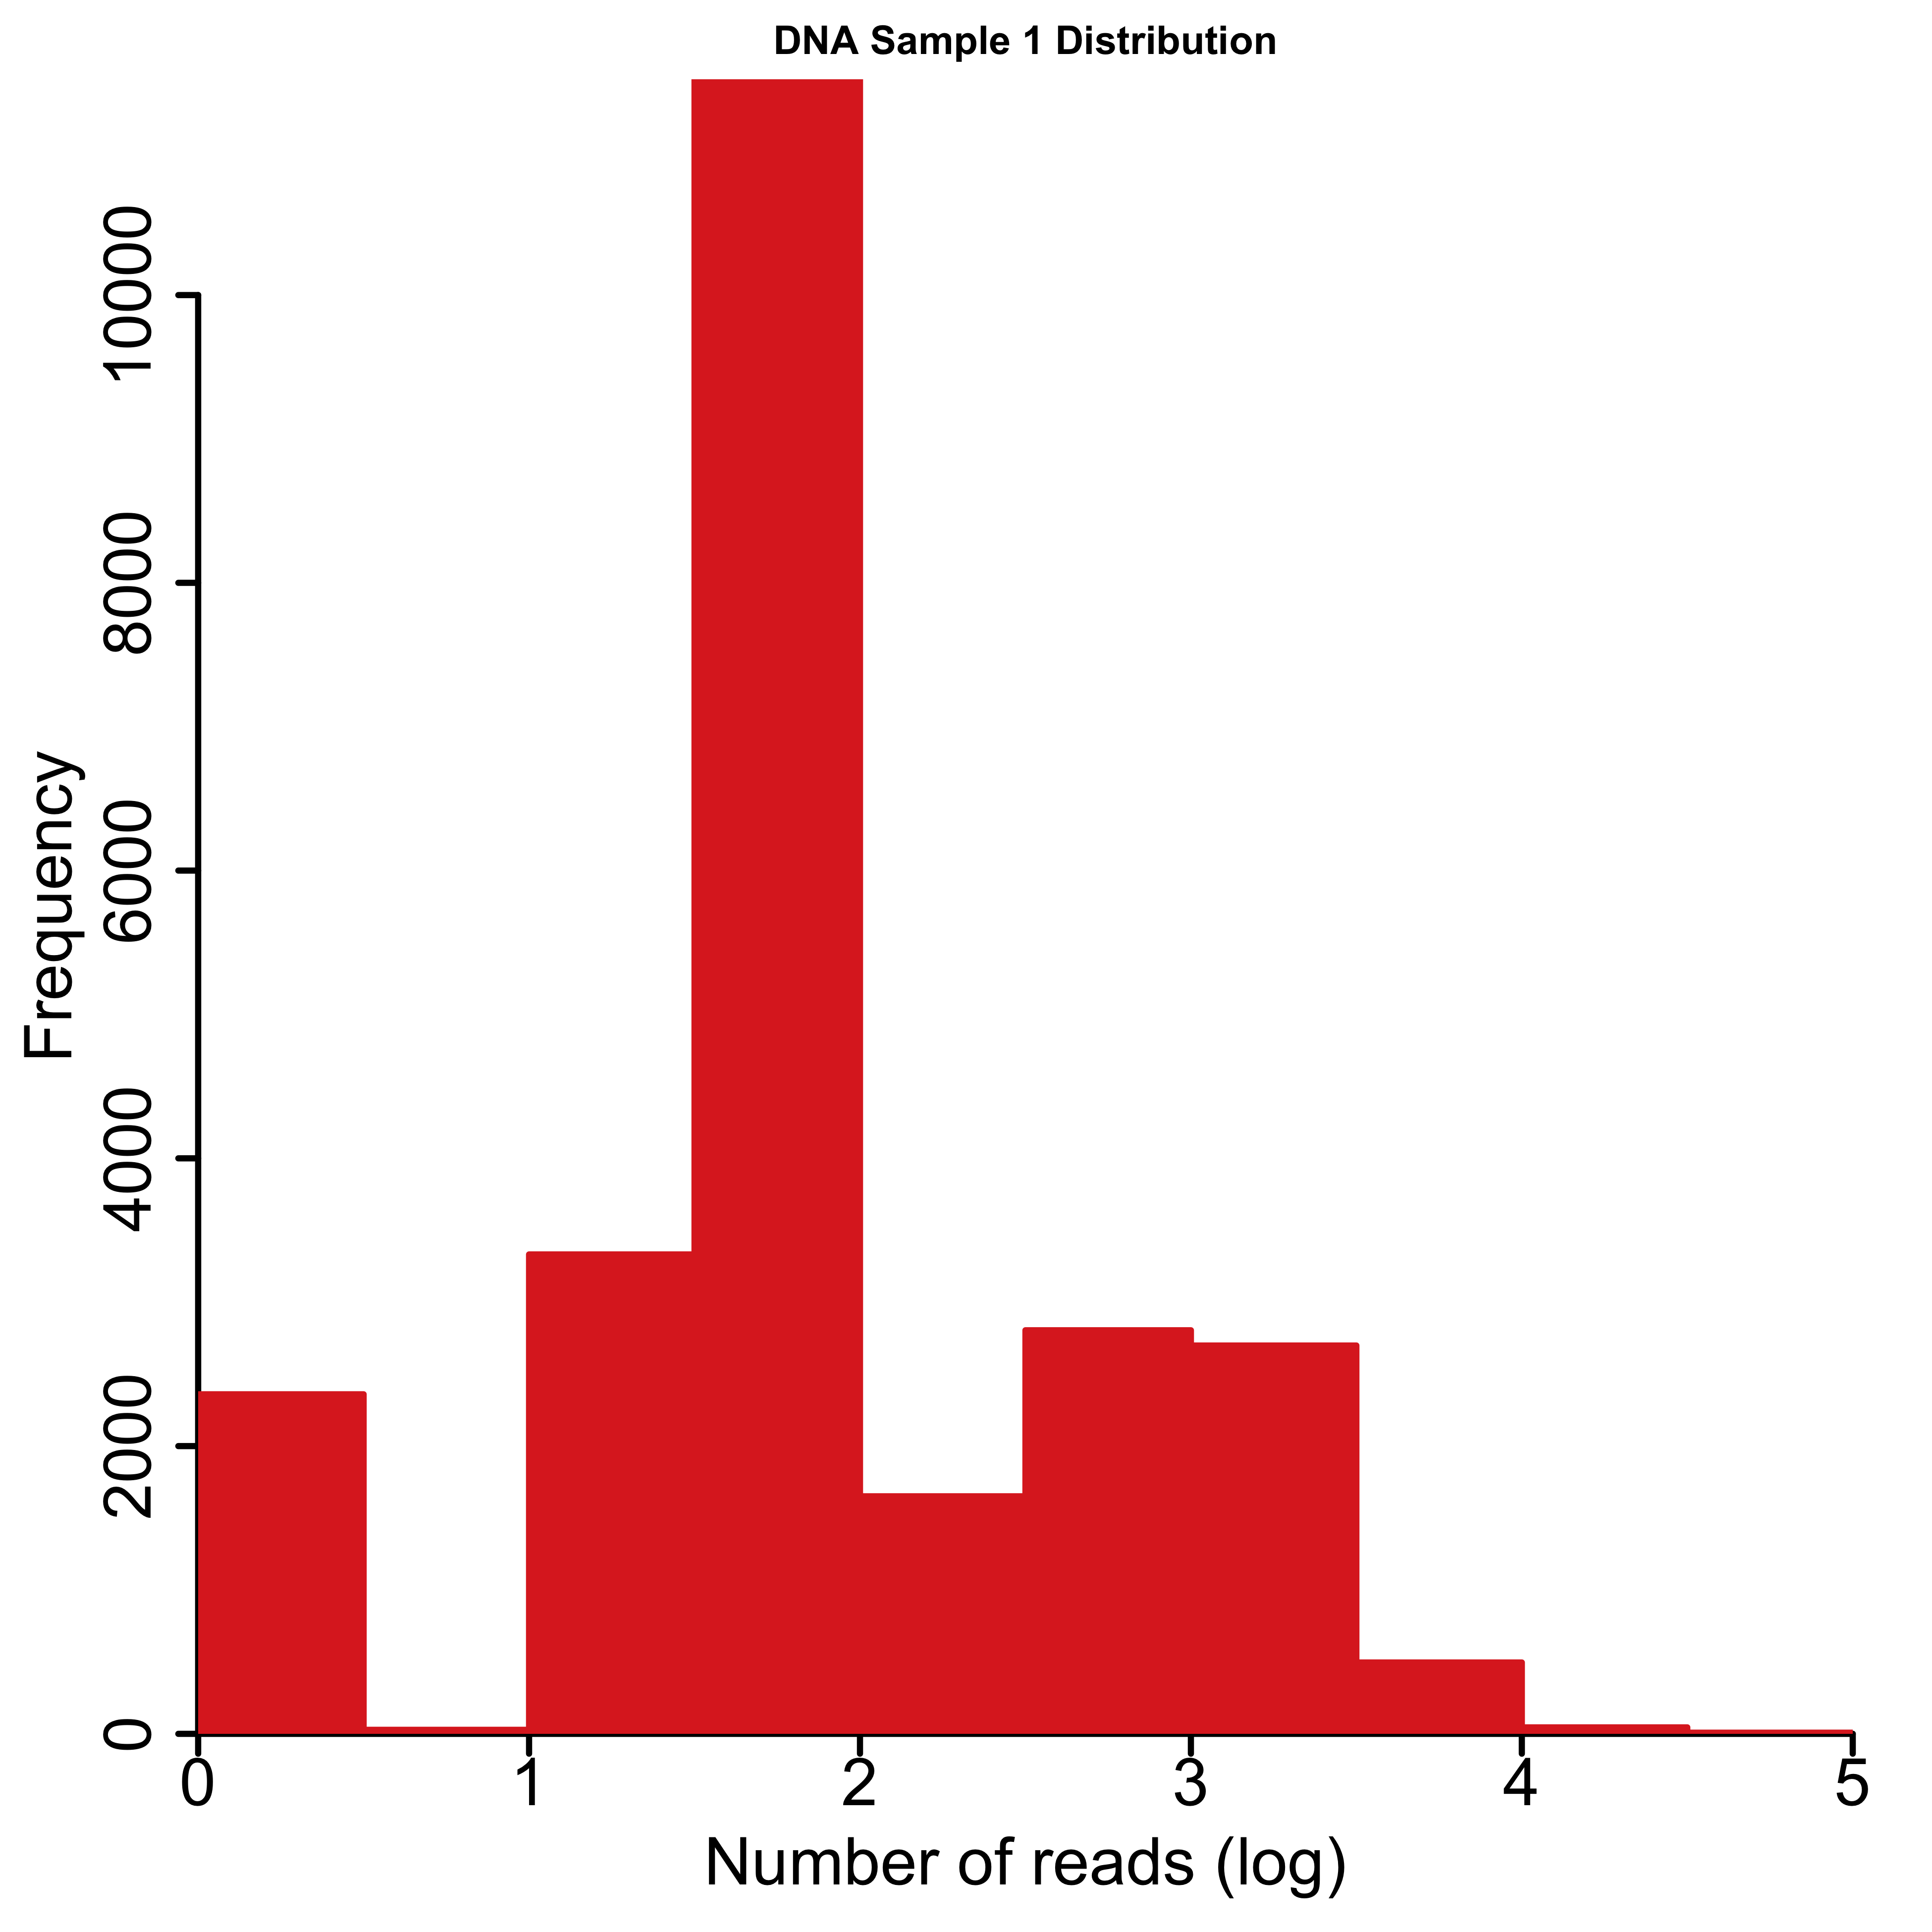 DNA Sample 1 Distribution
Frequency
10000
8000
6000
4000
2000
0
0 1 2 3 4 5
Number of reads (log)